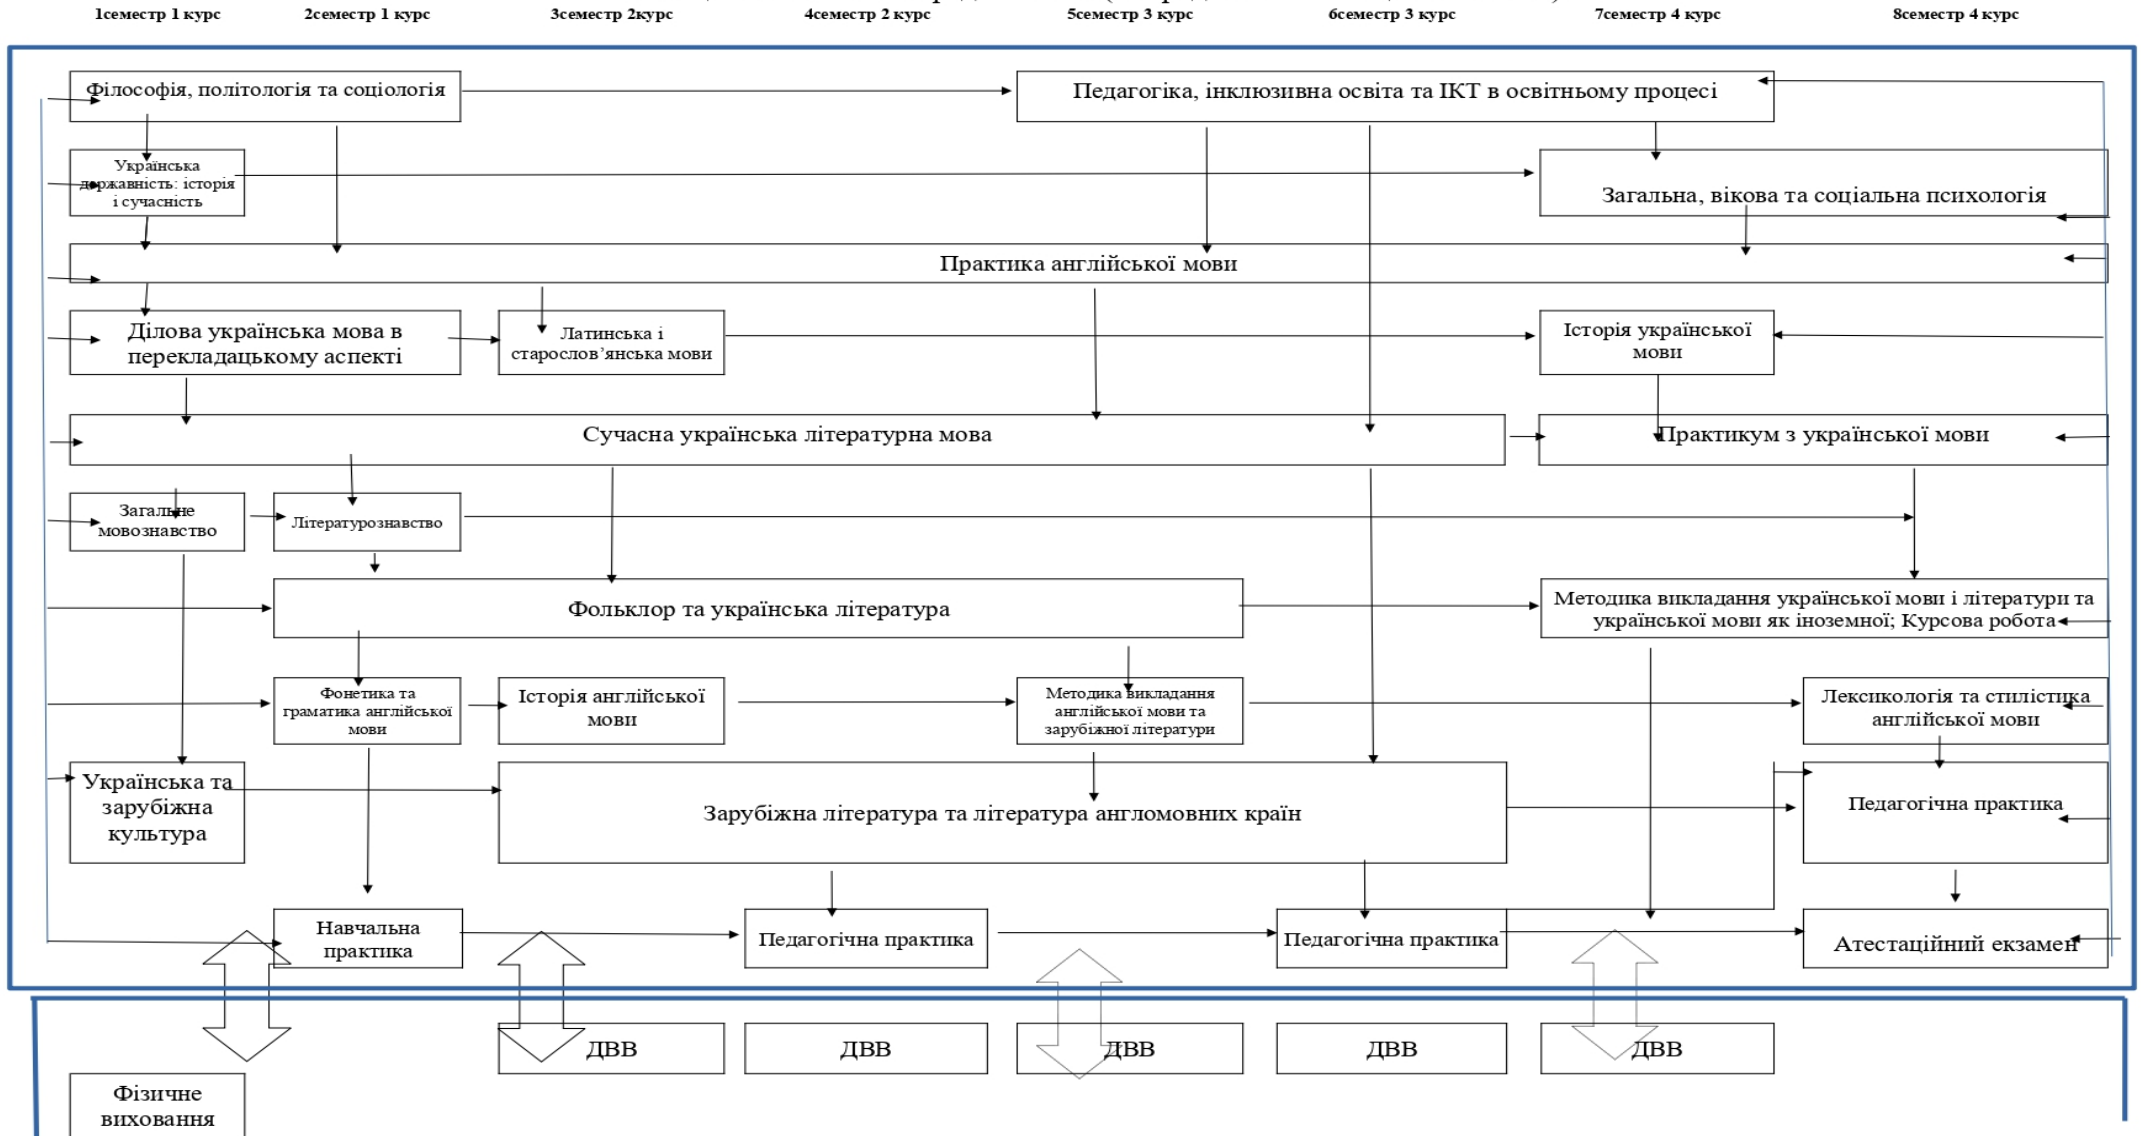 1семестр 1 курс
2семестр 1 курс
3семестр 2курс
4семестр 2 курс
5семестр 3 курс
6семестр 3 курс
7семестр 4 курс
8семестр 4 курс
Філософія, політологія та соціологія
Педагогіка, інклюзивна освіта та ІКТ в освітньому процесі
Українська
державність: історія
і сучасність
Загальна, вікова та соціальна психологія
Практика англійської мови
Ділова українська мова в
перекладацькому аспекті
Латинська і
старослов’янська мови
Історія української
мови
Сучасна українська літературна мова
Практикум з української мови
Загальне
мовознавство
Літературознавство
Фольклор та українська література
Методика викладання української мови і літератури та
української мови як іноземної; Курсова робота
Фонетика та
граматика англійської
мови
Історія англійської
мови
Методика викладання
англійської мови та
зарубіжної літератури
Лексикологія та стилістика
англійської мови
Українська та
зарубіжна
культура
Зарубіжна література та література англомовних країн
Педагогічна практика
Навчальна
практика
Педагогічна практика
Педагогічна практика
Атестаційний екзамен
ДВВ
ДВВ
ДВВ
ДВВ
ДВВ
Фізичне
виховання